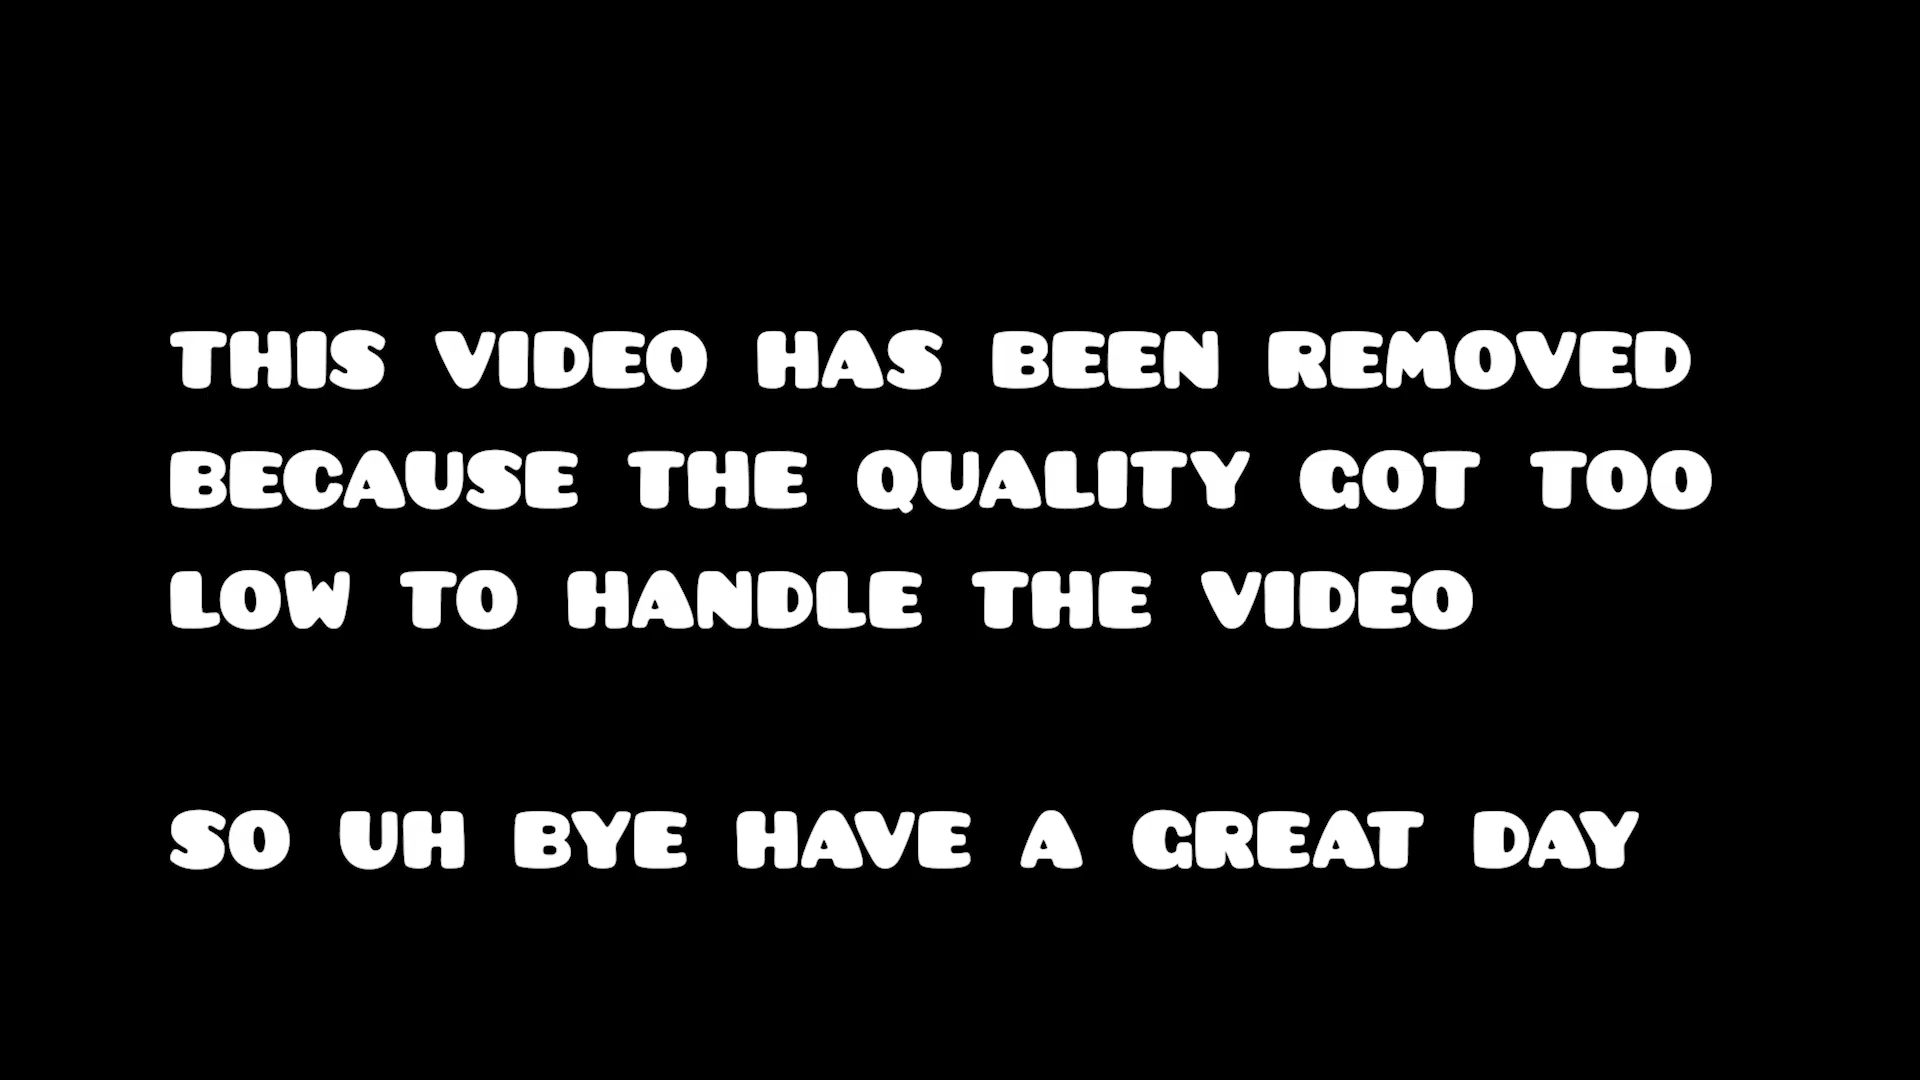 THIS VIDEO HAS BEEN REMOVED
BECAUSE THE QUALITY GOT TOO
LOW TO HANDLE THE VIDEO
SO UH BYE HAVE A GREAT DAY